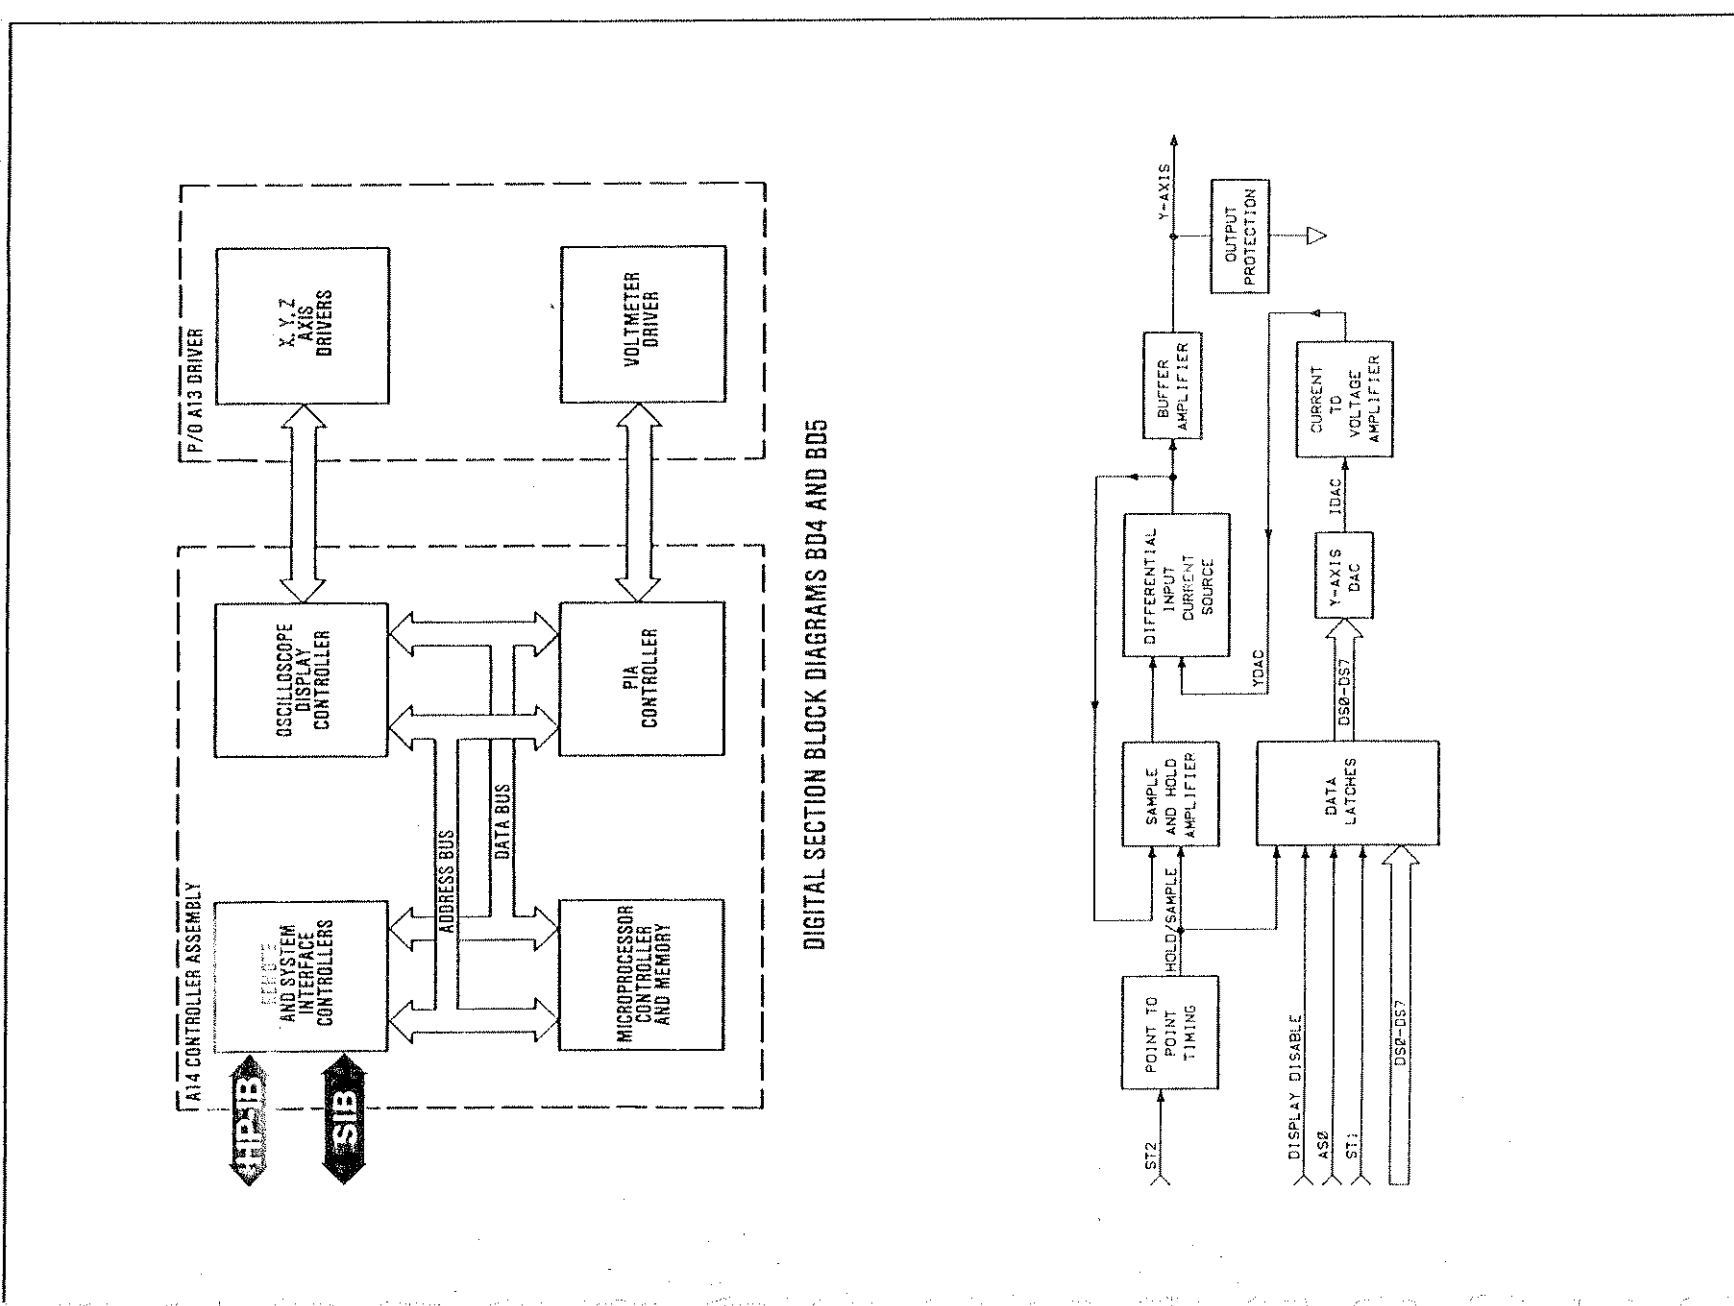 A14 CONTROLLER ASSEMBLY
P/O A13 DRIVER
HP-IB
SIB
AND SYSTEM
INTERFACE
CONTROLLERS
OSCILLOSCOPE
DISPLAY
CONTROLLER
X, Y, Z
AXIS
DRIVERS
ADDRESS BUS
DATA BUS
MICROPROCESSOR
CONTROLLER
AND MEMORY
PIA
CONTROLLER
VOLTMETER
DRIVER
DIGITAL SECTION BLOCK DIAGRAMS BD4 AND BD5
ST2
POINT TO
POINT
TIMING
HOLD/SAMPLE
SAMPLE
AND HOLD
AMPLIFIER
DIFFERENTIAL
INPUT
CURRENT
SOURCE
BUFFER
AMPLIFIER
Y-AXIS
OUTPUT
PROTECTION
YDAC
DISPLAY DISABLE
AS0
ST1
DS0-DS7
DATA
LATCHES
DS0-DS7
Y-AXIS
DAC
IDAC
CURRENT
TO
VOLTAGE
AMPLIFIER